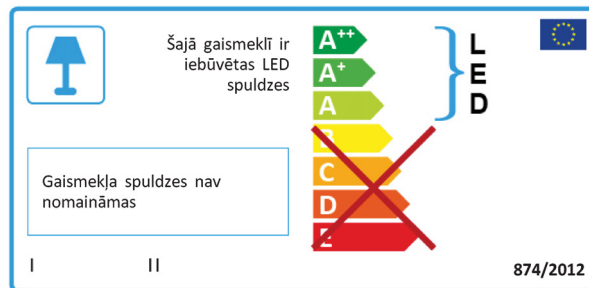 Šajā gaismeklī ir
iebūvētas LED
spuldzes
Gaismekļa spuldzes nav
nomaināmas
I II
A++
A+
A
B
C
D
E
L
E
D
874/2012